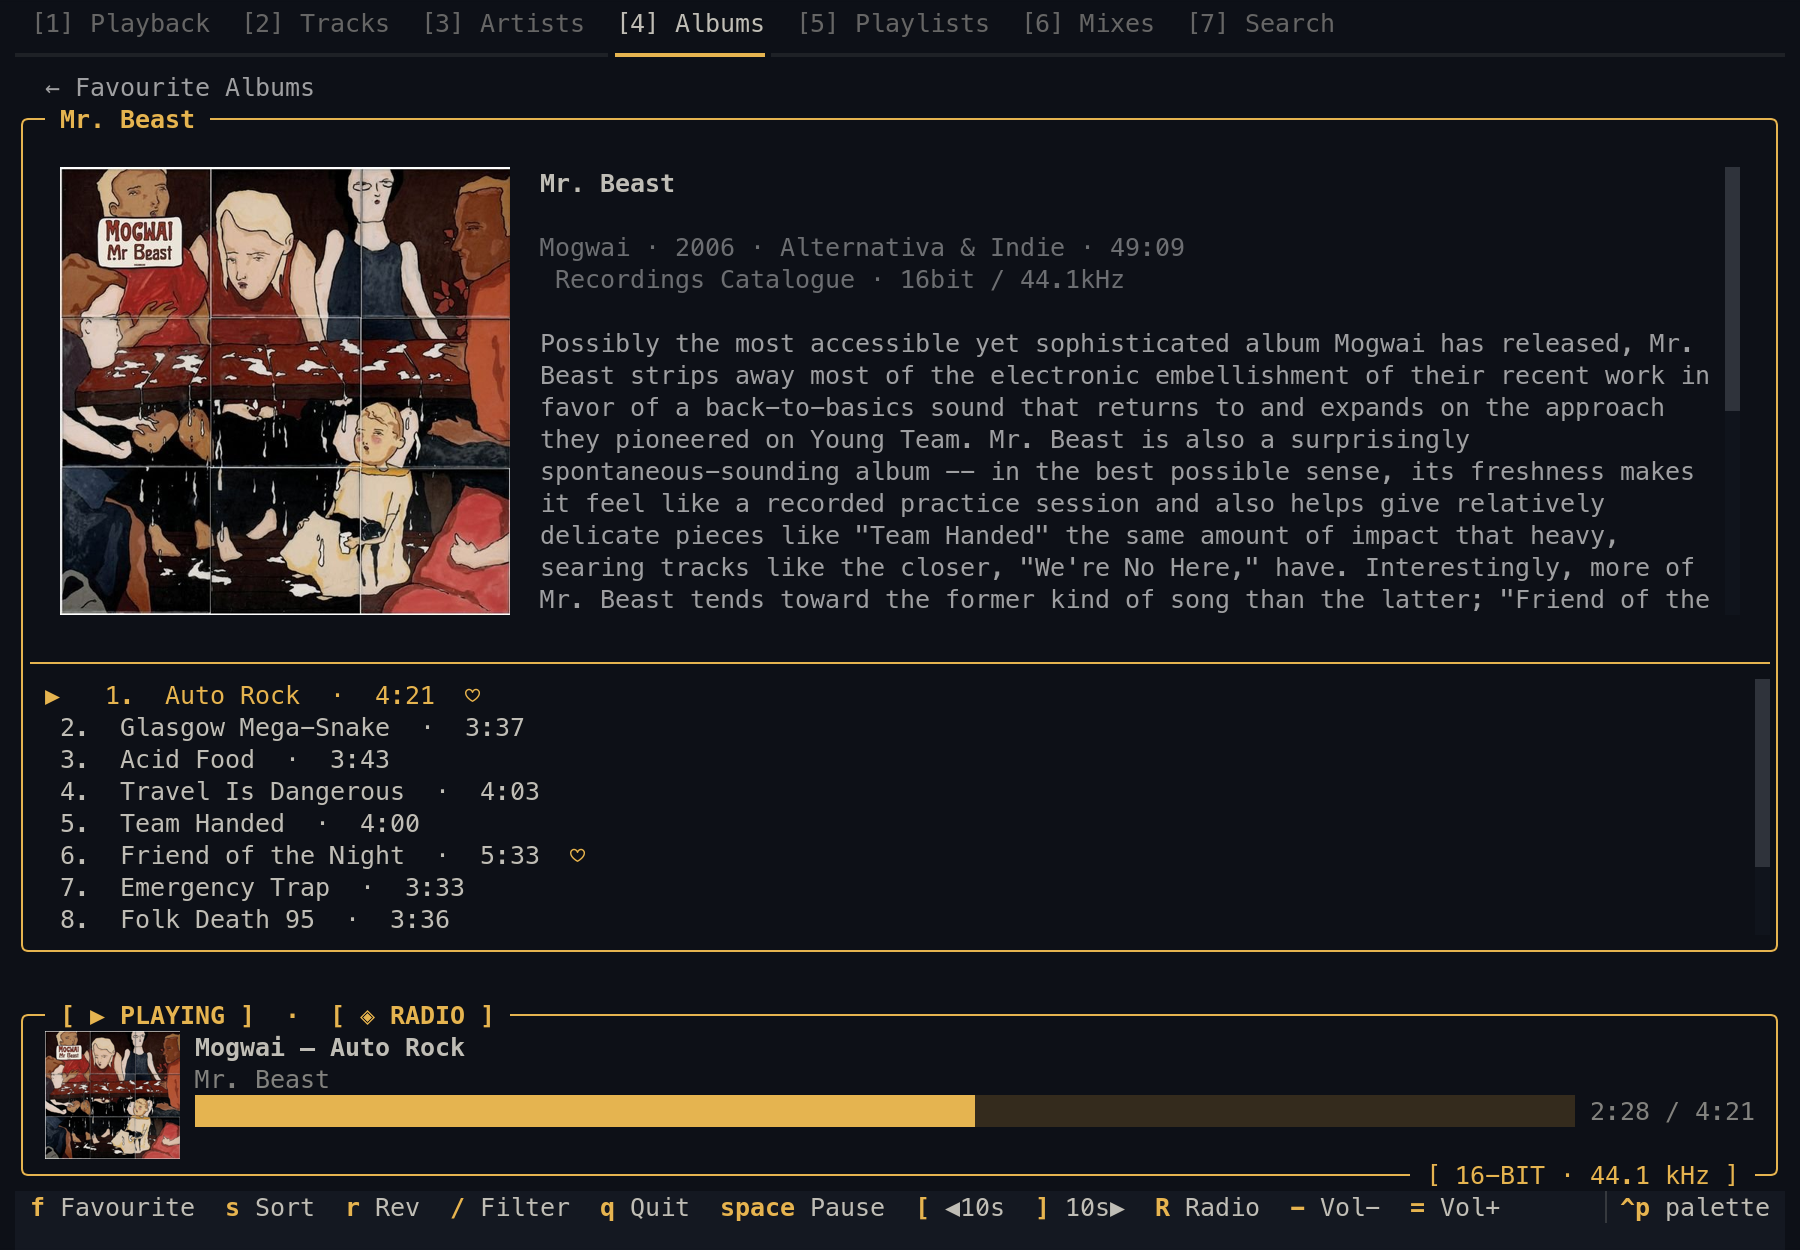 [1] Playback  [2] Tracks  [3] Artists  [4] Albums  [5] Playlists  [6] Mixes  [7] Search
← Favourite Albums
Mr. Beast
MOGWAI
Mr Beast
Mr. Beast
Mogwai · 2006 · Alternativa & Indie · 49:09
Recordings Catalogue · 16bit / 44.1kHz
Possibly the most accessible yet sophisticated album Mogwai has released, Mr.
Beast strips away most of the electronic embellishment of their recent work in
favor of a back-to-basics sound that returns to and expands on the approach
they pioneered on Young Team. Mr. Beast is also a surprisingly
spontaneous-sounding album -- in the best possible sense, its freshness makes
it feel like a recorded practice session and also helps give relatively
delicate pieces like "Team Handed" the same amount of impact that heavy,
searing tracks like the closer, "We're No Here," have. Interestingly, more of
Mr. Beast tends toward the former kind of song than the latter; "Friend of the
▶ 1. Auto Rock · 4:21 ♡
2. Glasgow Mega-Snake · 3:37
3. Acid Food · 3:43
4. Travel Is Dangerous · 4:03
5. Team Handed · 4:00
6. Friend of the Night · 5:33 ♡
7. Emergency Trap · 3:33
8. Folk Death 95 · 3:36
[ ▶ PLAYING ] · [ ◈ RADIO ]
MOGWAI
Mr Beast
Mogwai — Auto Rock
Mr. Beast
2:28 / 4:21
[ 16-BIT · 44.1 kHz ]
f Favourite  s Sort  r Rev  / Filter  q Quit  space Pause  [ ◀10s  ] 10s▶  R Radio  - Vol-  = Vol+  ^p palette